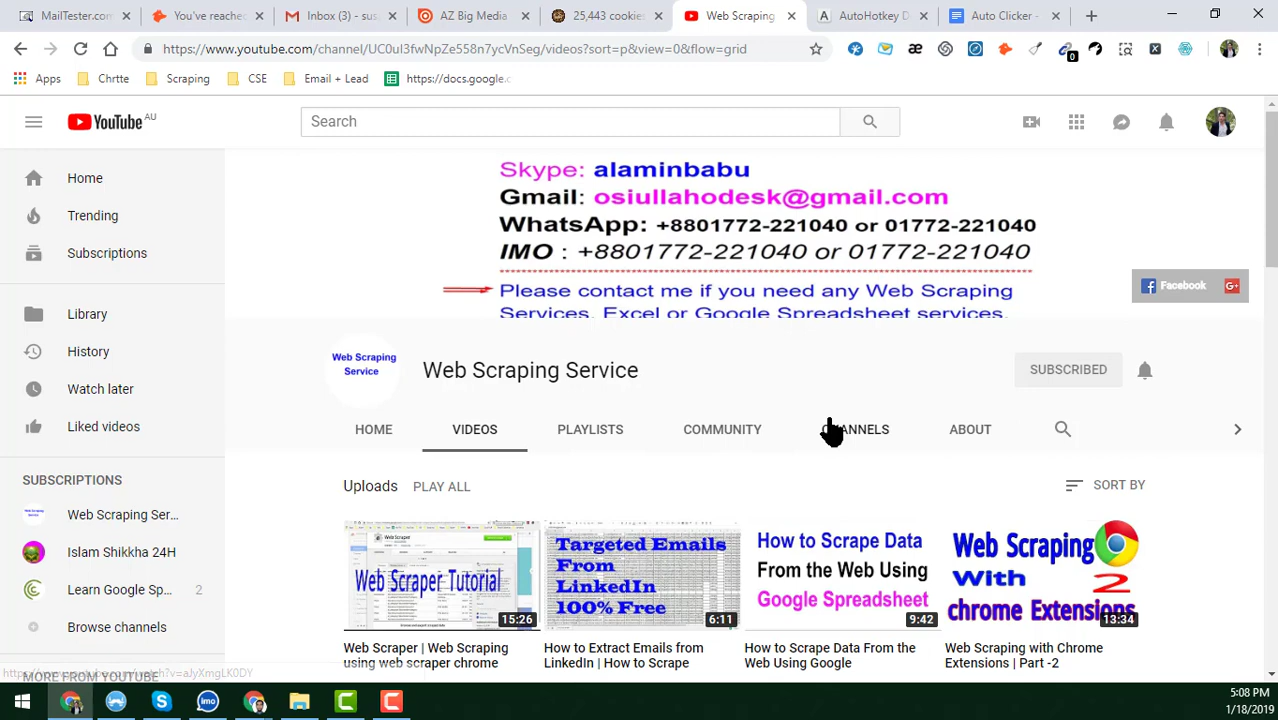 MailTester.com
You've reached
Inbox (3) - sus
AZ Big Media
25,443 cookies
Web Scraping
AutoHotkey D
Auto Clicker -
https://www.youtube.com/channel/UC0ul3fwNpZe558n7ycVnSeg/videos?sort=p&view=0&flow=grid
0
Apps
Chrtte
Scraping
CSE
Email + Lead
https://docs.google.c
YouTube AU
Search
Home
Trending
Subscriptions
Library
History
Watch later
Liked videos
SUBSCRIPTIONS
Web Scraping Ser...
Islam Shikkha 24H
Learn Google Sp... 2
Browse channels
MORE FROM YOUTUBE
Skype: alaminbabu
Gmail: osiullahodesk@gmail.com
WhatsApp: +8801772-221040 or 01772-221040
IMO : +8801772-221040 or 01772-221040
Please contact me if you need any Web Scraping
Services, Excel or Google Spreadsheet services.
Facebook G+
Web Scraping Service
Web Scraping Service
SUBSCRIBED
HOME
VIDEOS
PLAYLISTS
COMMUNITY
CHANNELS
ABOUT
Uploads PLAY ALL
SORT BY
Web Scraper Tutorial
15:26
Web Scraper | Web Scraping
using web scraper chrome
Targeted Emails
From
LinkedIn
100% Free
6:11
How to Extract Emails from
LinkedIn | How to Scrape
How to Scrape Data
From the Web Using
Google Spreadsheet
9:42
How to Scrape Data From the
Web Using Google
Web Scraping
With 2
chrome Extensions
13:34
Web Scraping with Chrome
Extensions | Part -2
imo
5:08 PM
1/18/2019